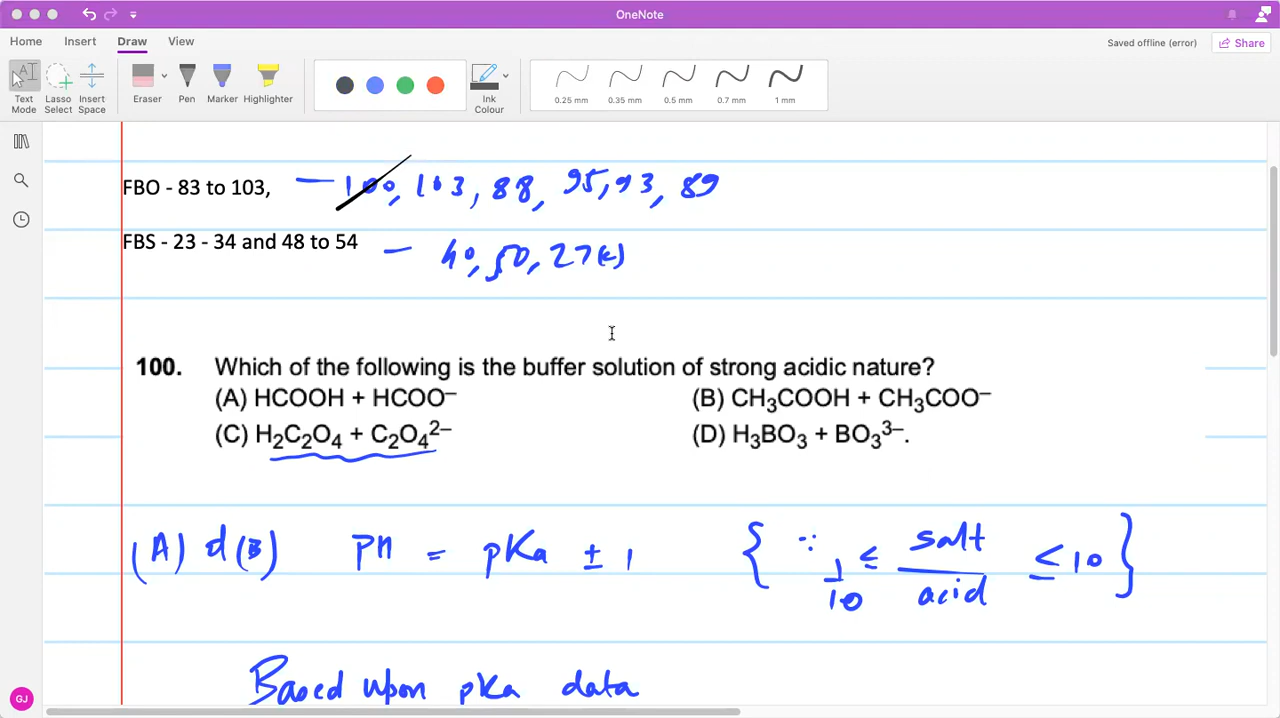 OneNote
Home Insert Draw View
Saved offline (error) Share
Text Mode
Lasso Select
Insert Space
Eraser
Pen
Marker
Highlighter
Ink Colour
0.25 mm 0.35 mm 0.5 mm 0.7 mm 1 mm
FBO - 83 to 103, — 100, 103, 88, 95, 93, 89
FBS - 23 - 34 and 48 to 54 — 40, 50, 27(c)
100. Which of the following is the buffer solution of strong acidic nature?
(A) HCOOH + HCOO– (B) CH3COOH + CH3COO–
(C) H2C2O4 + C2O4²– (D) H3BO3 + BO3³–.
(A) d (B) pH = pKa ± 1 { ∵ 1/10 ≤ salt/acid ≤ 10 }
Based upon pKa data
GJ